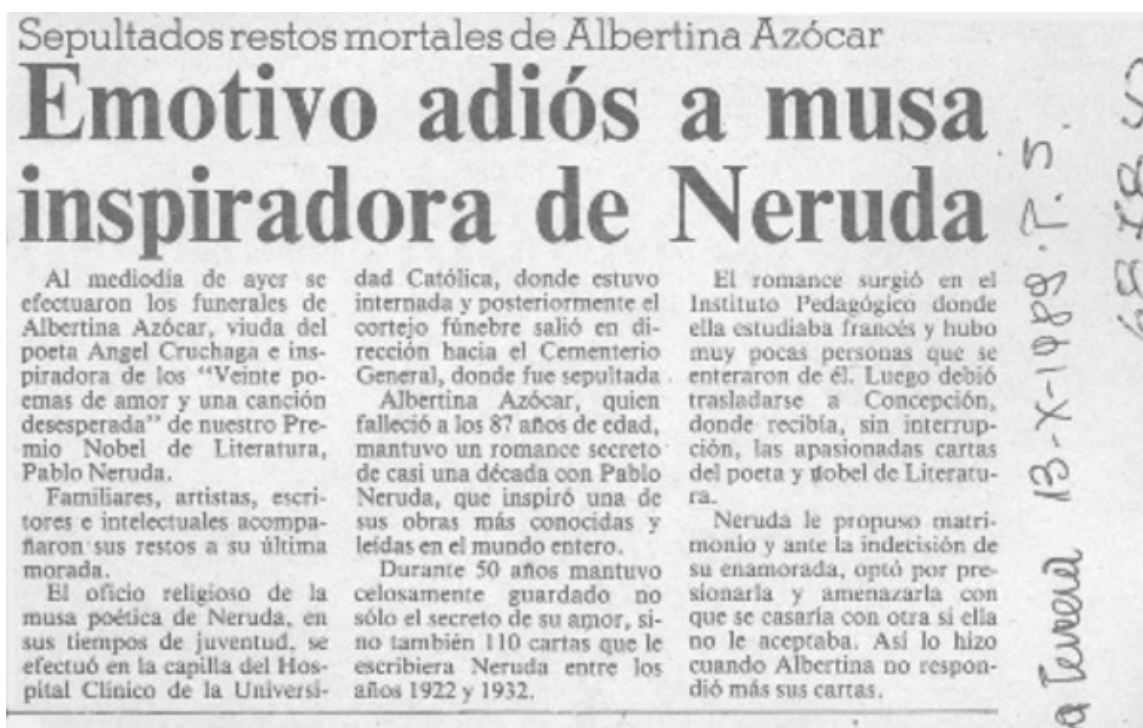 Sepultados restos mortales de Albertina Azócar
Emotivo adiós a musa
inspiradora de Neruda
Al mediodía de ayer se
efectuaron los funerales de
Albertina Azócar, viuda del
poeta Angel Cruchaga e ins-
piradora de los “Veinte po-
emas de amor y una canción
desesperada” de nuestro Pre-
mio Nobel de Literatura,
Pablo Neruda.
Familiares, artistas, escri-
tores e intelectuales acompa-
ñaron sus restos a su última
morada.
El oficio religioso de la
musa poética de Neruda, en
sus tiempos de juventud, se
efectuó en la capilla del Hos-
pital Clínico de la Universi-
dad Católica, donde estuvo
internada y posteriormente el
cortejo fúnebre salió en di-
rección hacia el Cementerio
General, donde fue sepultada
Albertina Azócar, quien
falleció a los 87 años de edad,
mantuvo un romance secreto
de casi una década con Pablo
Neruda, que inspiró una de
sus obras más conocidas y
leídas en el mundo entero.
Durante 50 años mantuvo
celosamente guardado no
sólo el secreto de su amor, si-
no también 110 cartas que le
escribiera Neruda entre los
años 1922 y 1932.
El romance surgió en el
Instituto Pedagógico donde
ella estudiaba francés y hubo
muy pocas personas que se
enteraron de él. Luego debió
trasladarse a Concepción,
donde recibía, sin interrup-
ción, las apasionadas cartas
del poeta y nobel de Literatu-
ra.
Neruda le propuso matri-
monio y ante la indecisión de
su enamorada, optó por pre-
sionarla y amenazarla con
que se casaría con otra si ella
no le aceptaba. Así lo hizo
cuando Albertina no respon-
dió más sus cartas.
13-X-1989. P. 5.